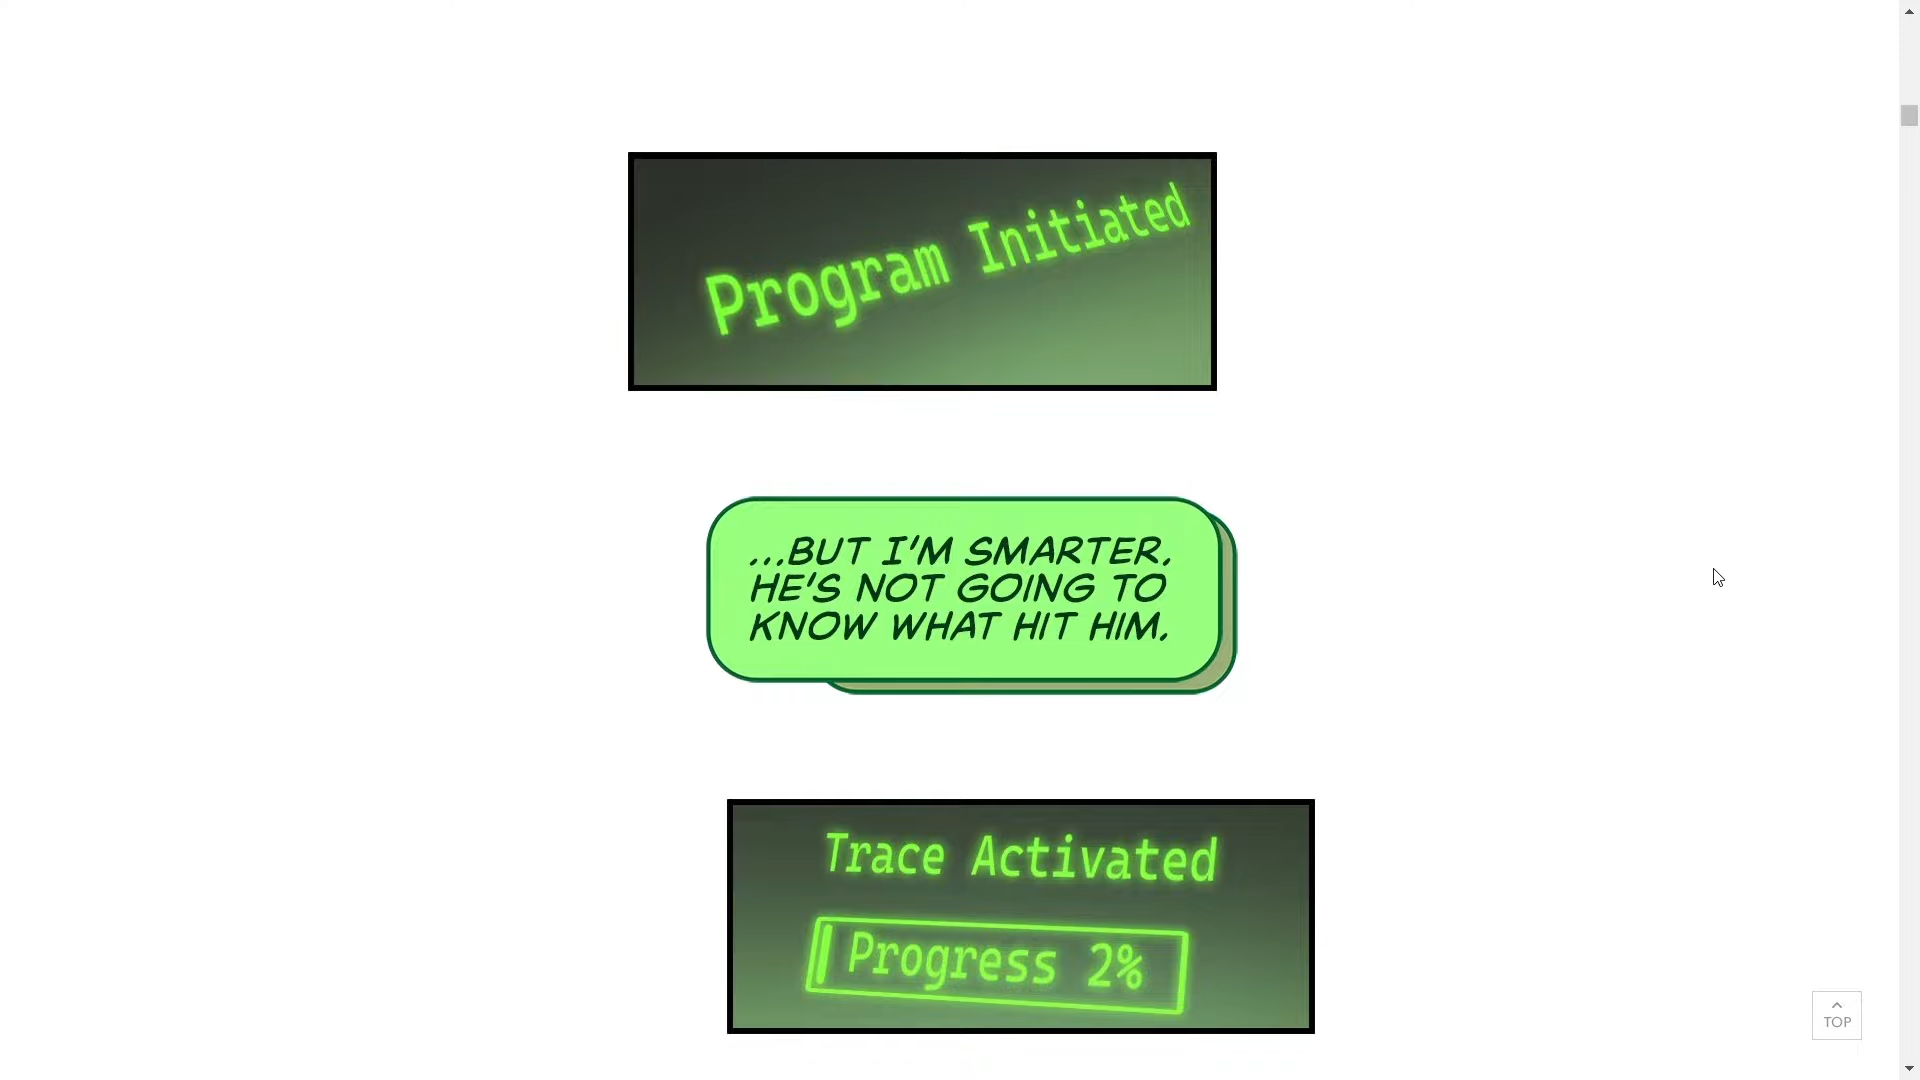 Program Initiated
...BUT I'M SMARTER.
HE'S NOT GOING TO
KNOW WHAT HIT HIM.
Trace Activated
Progress 2%
TOP